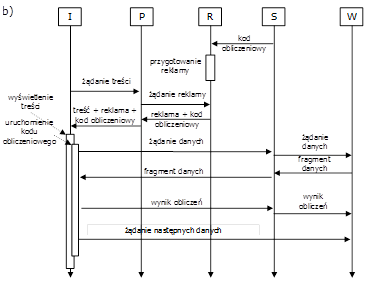 b)
I P R S W
kod
obliczeniowy
przygotowanie
reklamy
żądanie treści
żądanie reklamy
wyświetlenie
treści
treść + reklama +
kod obliczeniowy
reklama + kod
obliczeniowy
uruchomienie
kodu
obliczeniowego
żądanie danych
żądanie
danych
fragment danych
fragment
danych
wynik obliczeń
wynik
obliczeń
żądanie następnych danych